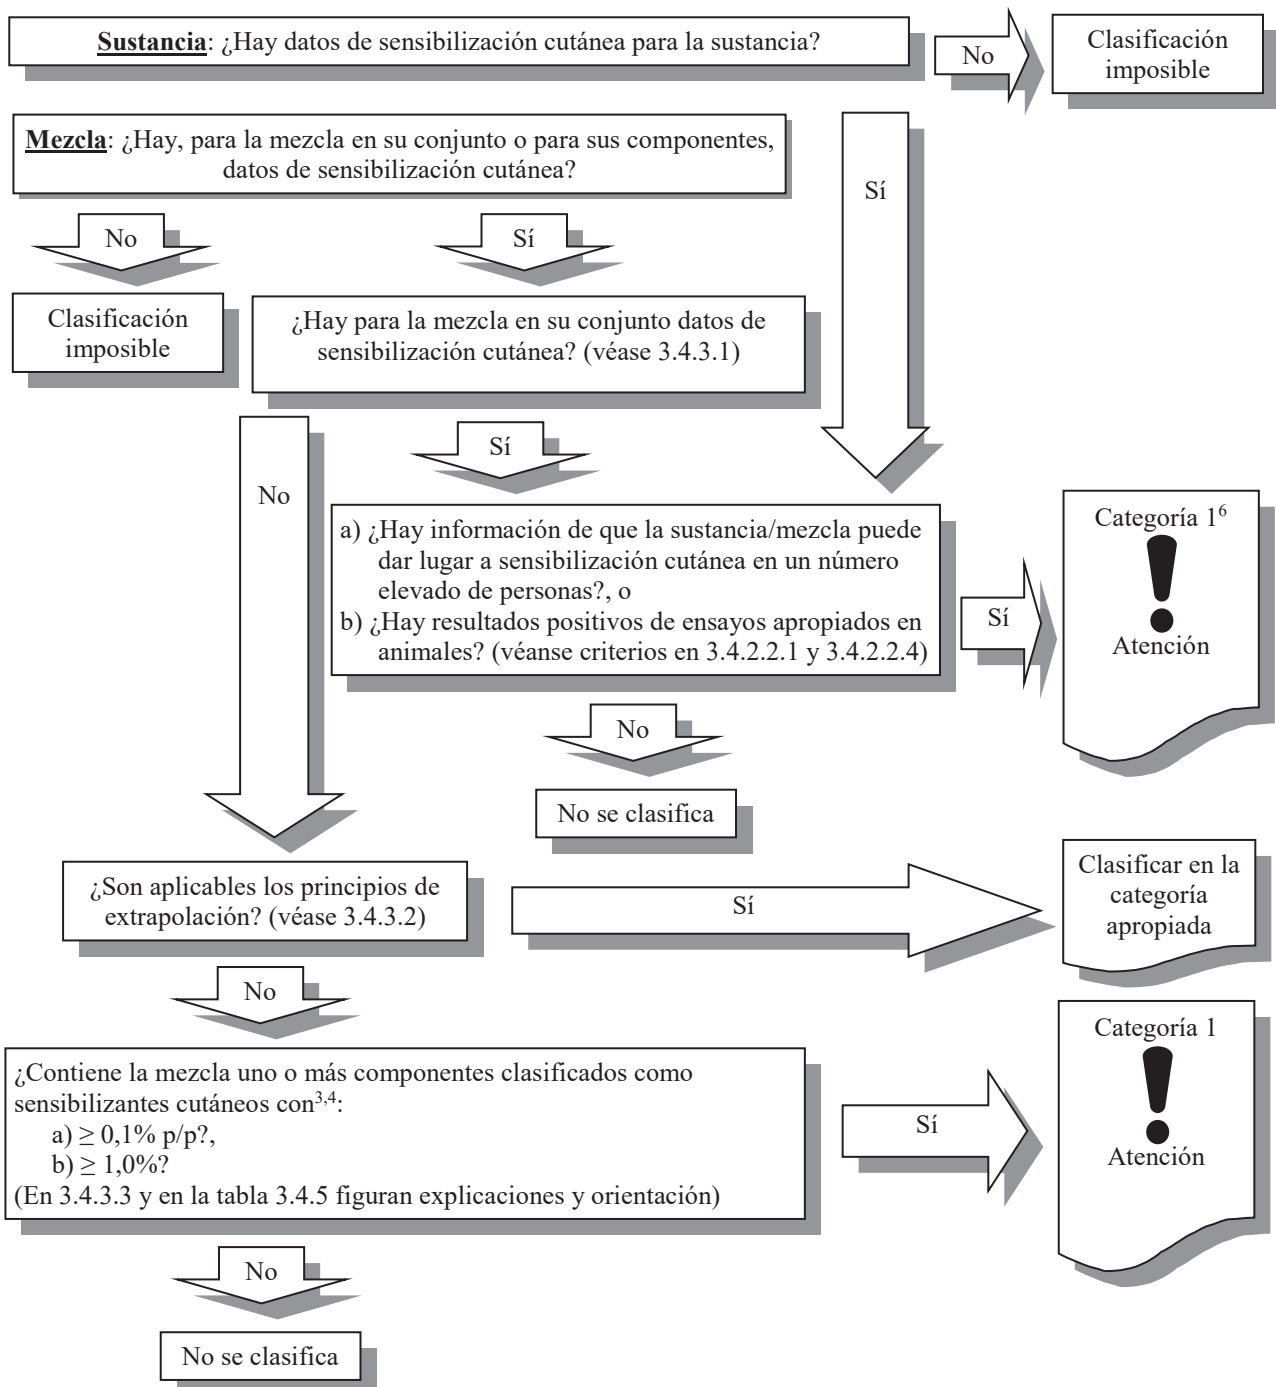 Sustancia: ¿Hay datos de sensibilización cutánea para la sustancia?
No
Clasificación
imposible
Mezcla: ¿Hay, para la mezcla en su conjunto o para sus componentes,
datos de sensibilización cutánea?
Sí
No
Sí
Clasificación
imposible
¿Hay para la mezcla en su conjunto datos de
sensibilización cutánea? (véase 3.4.3.1)
Sí
No
a) ¿Hay información de que la sustancia/mezcla puede
dar lugar a sensibilización cutánea en un número
elevado de personas?, o
b) ¿Hay resultados positivos de ensayos apropiados en
animales? (véanse criterios en 3.4.2.2.1 y 3.4.2.2.4)
Sí
Categoría 1⁶
Atención
No
No se clasifica
¿Son aplicables los principios de
extrapolación? (véase 3.4.3.2)
Sí
Clasificar en la
categoría
apropiada
No
¿Contiene la mezcla uno o más componentes clasificados como
sensibilizantes cutáneos con³,⁴:
a) ≥ 0,1% p/p?,
b) ≥ 1,0%?
(En 3.4.3.3 y en la tabla 3.4.5 figuran explicaciones y orientación)
Sí
Categoría 1
Atención
No
No se clasifica